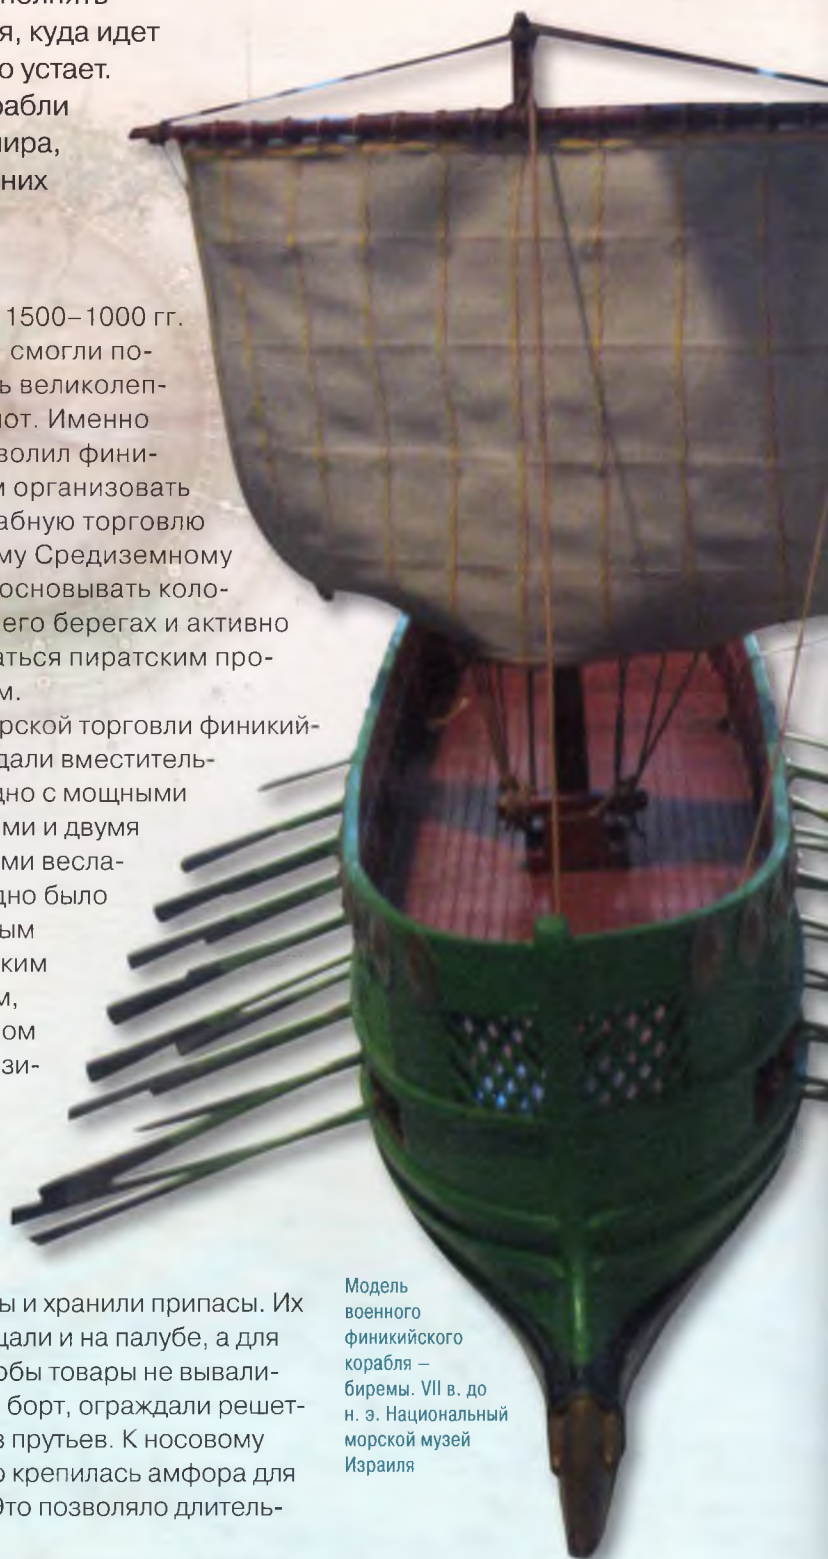 я, куда идет
о устает.
рабли
мира,
них
1500–1000 гг.
смогли по-
ь великолеп-
лот. Именно
волил фини-
м организовать
абную торговлю
му Средиземному
основывать коло-
его берегах и активно
аться пиратским про-
м.
рской торговли финикий-
дали вместитель-
дно с мощными
ми и двумя
ми весла-
дно было
ым
ким
м,
ом
зи-
ы и хранили припасы. Их
щали и на палубе, а для
обы товары не вывали-
борт, ограждали решет-
з прутьев. К носовому
о крепилась амфора для
Это позволяло длитель-
Модель
военного
финикийского
корабля –
биремы. VII в. до
н. э. Национальный
морской музей
Израиля